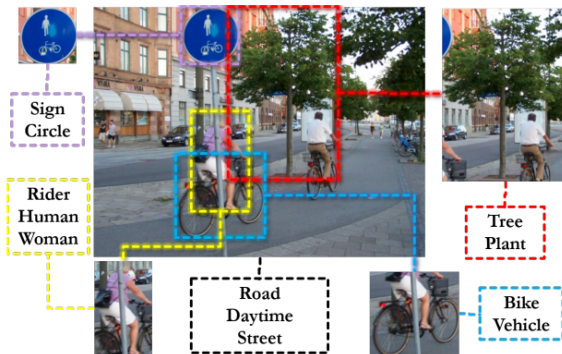 Sign
Circle
Rider
Human
Woman
Tree
Plant
Road
Daytime
Street
Bike
Vehicle